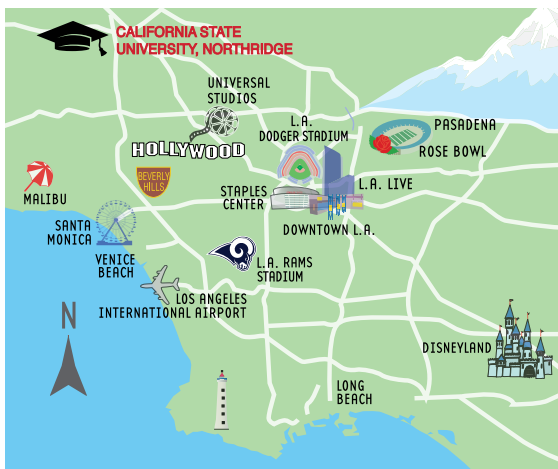 CALIFORNIA STATE
UNIVERSITY, NORTHRIDGE
UNIVERSAL
STUDIOS
L.A.
DODGER STADIUM
PASADENA
HOLLYWOOD
ROSE BOWL
BEVERLY
HILLS
L.A. LIVE
MALIBU
STAPLES
CENTER
SANTA
MONICA
DOWNTOWN L.A.
VENICE
BEACH
L.A. RAMS
STADIUM
LOS ANGELES
INTERNATIONAL AIRPORT
N
DISNEYLAND
LONG
BEACH